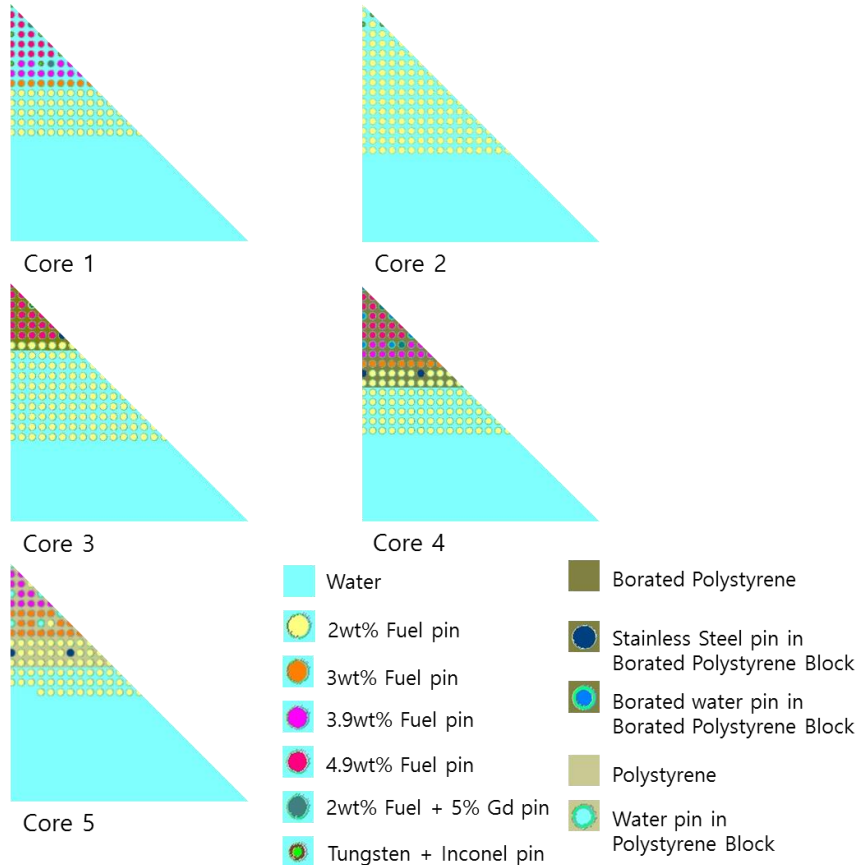 Core 1
Core 2
Core 3
Core 4
Core 5
Water
2wt% Fuel pin
3wt% Fuel pin
3.9wt% Fuel pin
4.9wt% Fuel pin
2wt% Fuel + 5% Gd pin
Tungsten + Inconel pin
Borated Polystyrene
Stainless Steel pin in
Borated Polystyrene Block
Borated water pin in
Borated Polystyrene Block
Polystyrene
Water pin in
Polystyrene Block